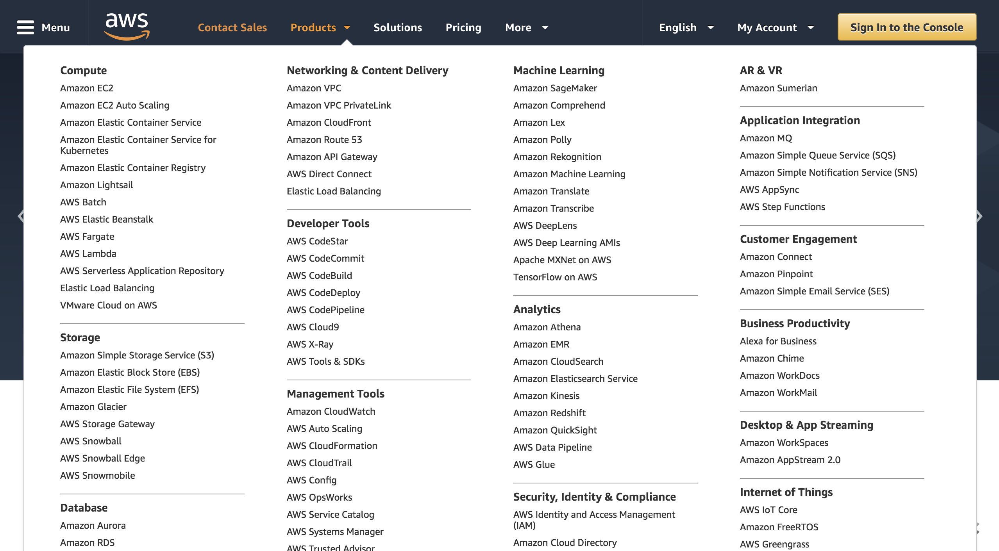 Menu
aws
Contact Sales
Products
Solutions
Pricing
More
English
My Account
Sign In to the Console
Compute
Amazon EC2
Amazon EC2 Auto Scaling
Amazon Elastic Container Service
Amazon Elastic Container Service for
Kubernetes
Amazon Elastic Container Registry
Amazon Lightsail
AWS Batch
AWS Elastic Beanstalk
AWS Fargate
AWS Lambda
AWS Serverless Application Repository
Elastic Load Balancing
VMware Cloud on AWS
Storage
Amazon Simple Storage Service (S3)
Amazon Elastic Block Store (EBS)
Amazon Elastic File System (EFS)
Amazon Glacier
AWS Storage Gateway
AWS Snowball
AWS Snowball Edge
AWS Snowmobile
Database
Amazon Aurora
Amazon RDS
Networking & Content Delivery
Amazon VPC
Amazon VPC PrivateLink
Amazon CloudFront
Amazon Route 53
Amazon API Gateway
AWS Direct Connect
Elastic Load Balancing
Developer Tools
AWS CodeStar
AWS CodeCommit
AWS CodeBuild
AWS CodeDeploy
AWS CodePipeline
AWS Cloud9
AWS X-Ray
AWS Tools & SDKs
Management Tools
Amazon CloudWatch
AWS Auto Scaling
AWS CloudFormation
AWS CloudTrail
AWS Config
AWS OpsWorks
AWS Service Catalog
AWS Systems Manager
AWS Trusted Advisor
Machine Learning
Amazon SageMaker
Amazon Comprehend
Amazon Lex
Amazon Polly
Amazon Rekognition
Amazon Machine Learning
Amazon Translate
Amazon Transcribe
AWS DeepLens
AWS Deep Learning AMIs
Apache MXNet on AWS
TensorFlow on AWS
Analytics
Amazon Athena
Amazon EMR
Amazon CloudSearch
Amazon Elasticsearch Service
Amazon Kinesis
Amazon Redshift
Amazon QuickSight
AWS Data Pipeline
AWS Glue
Security, Identity & Compliance
AWS Identity and Access Management
(IAM)
Amazon Cloud Directory
AR & VR
Amazon Sumerian
Application Integration
Amazon MQ
Amazon Simple Queue Service (SQS)
Amazon Simple Notification Service (SNS)
AWS AppSync
AWS Step Functions
Customer Engagement
Amazon Connect
Amazon Pinpoint
Amazon Simple Email Service (SES)
Business Productivity
Alexa for Business
Amazon Chime
Amazon WorkDocs
Amazon WorkMail
Desktop & App Streaming
Amazon WorkSpaces
Amazon AppStream 2.0
Internet of Things
AWS IoT Core
Amazon FreeRTOS
AWS Greengrass